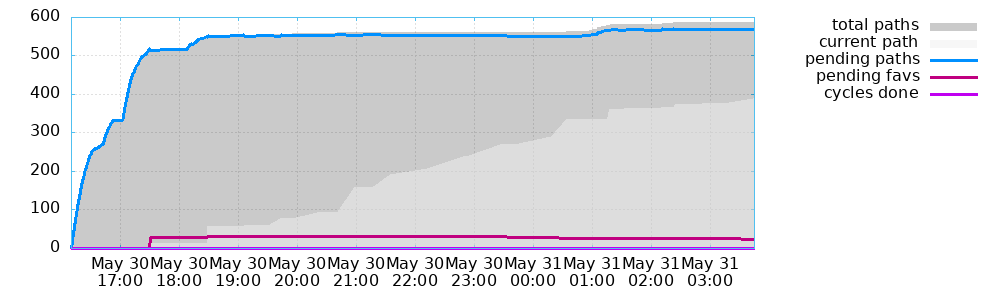 600
500
400
300
200
100
0
May 30 May 30 May 30 May 30 May 30 May 30 May 30 May 31 May 31 May 31 May 31
17:00 18:00 19:00 20:00 21:00 22:00 23:00 00:00 01:00 02:00 03:00
total paths
current path
pending paths
pending favs
cycles done